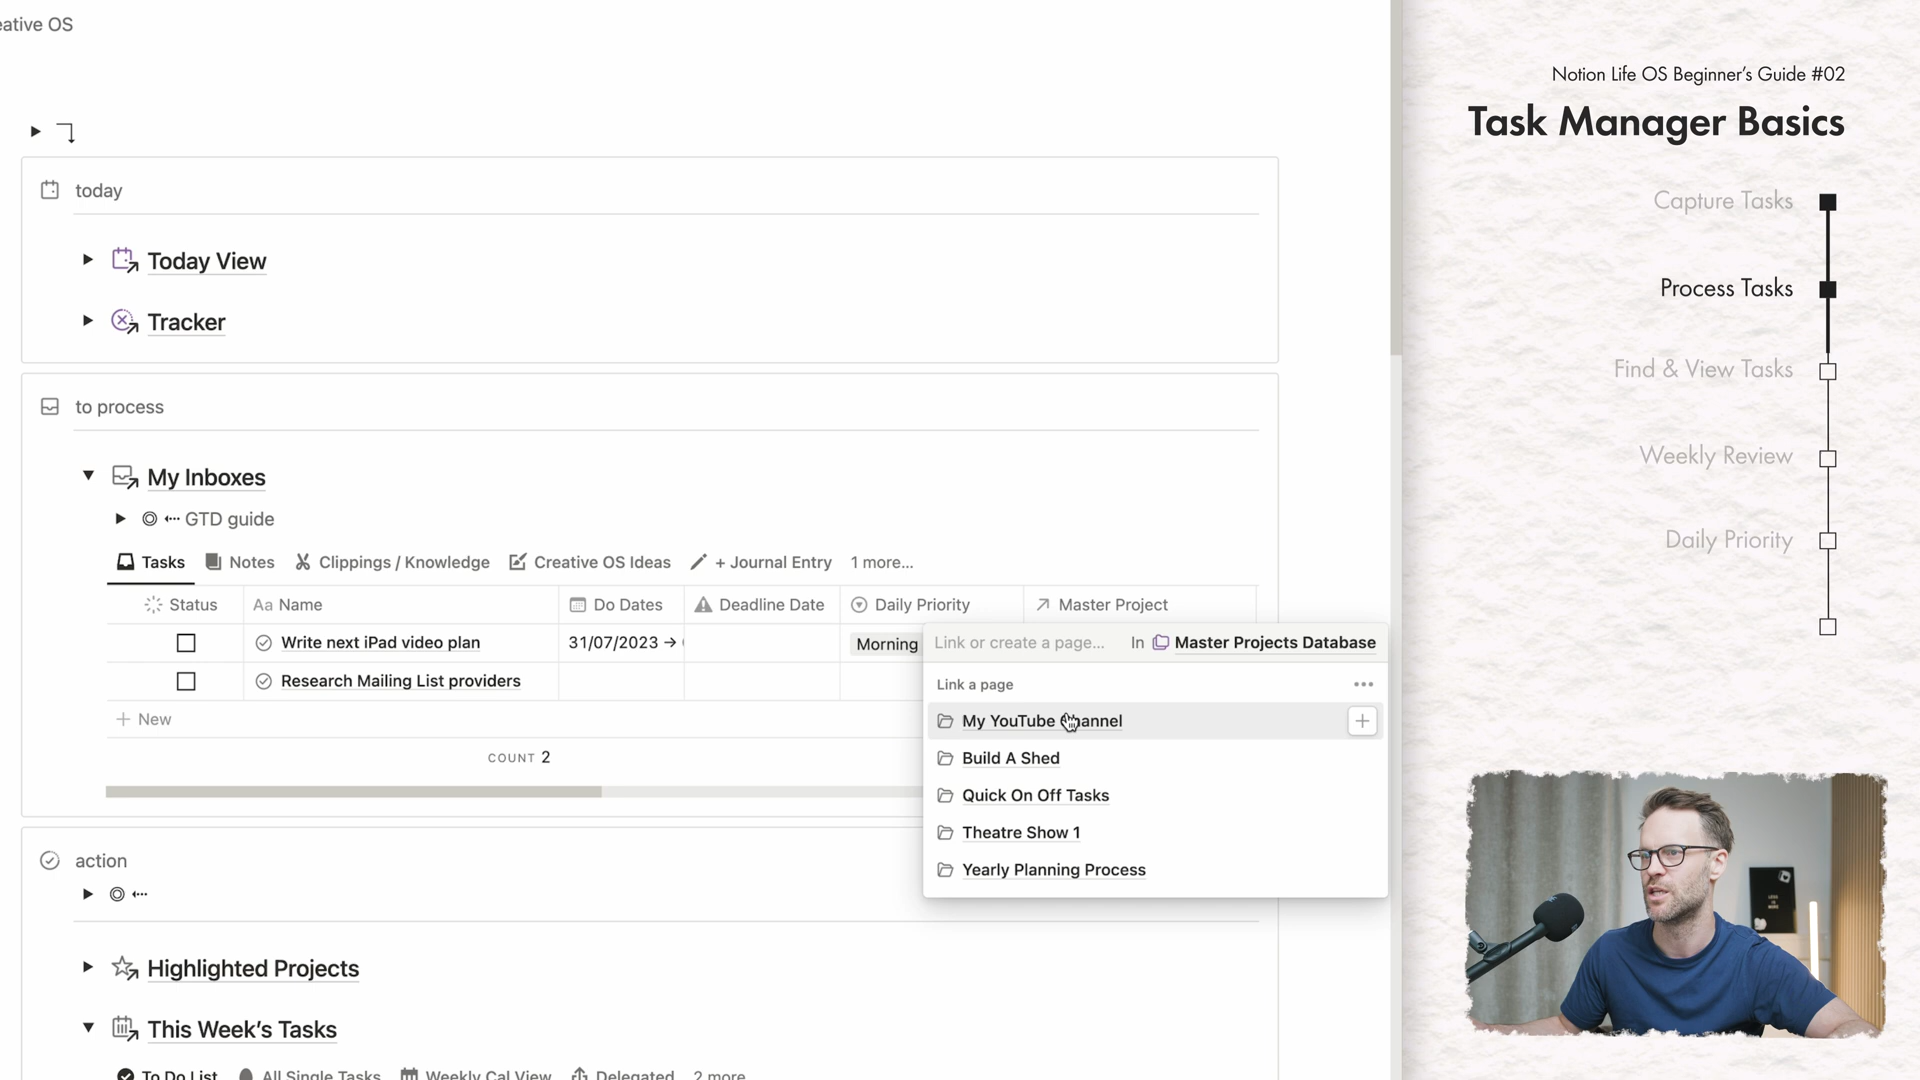 eative OS
today
Today View
Tracker
to process
My Inboxes
GTD guide
Tasks Notes Clippings / Knowledge Creative OS Ideas + Journal Entry 1 more...
Status Aa Name Do Dates Deadline Date Daily Priority Master Project
Write next iPad video plan 31/07/2023 → Morning
Research Mailing List providers
+ New
COUNT 2
Link or create a page... In Master Projects Database
Link a page
My YouTube Channel
Build A Shed
Quick On Off Tasks
Theatre Show 1
Yearly Planning Process
action
Highlighted Projects
This Week's Tasks
To Do List All Single Tasks Weekly Cal View Delegated 2 more
Notion Life OS Beginner's Guide #02
Task Manager Basics
Capture Tasks
Process Tasks
Find & View Tasks
Weekly Review
Daily Priority